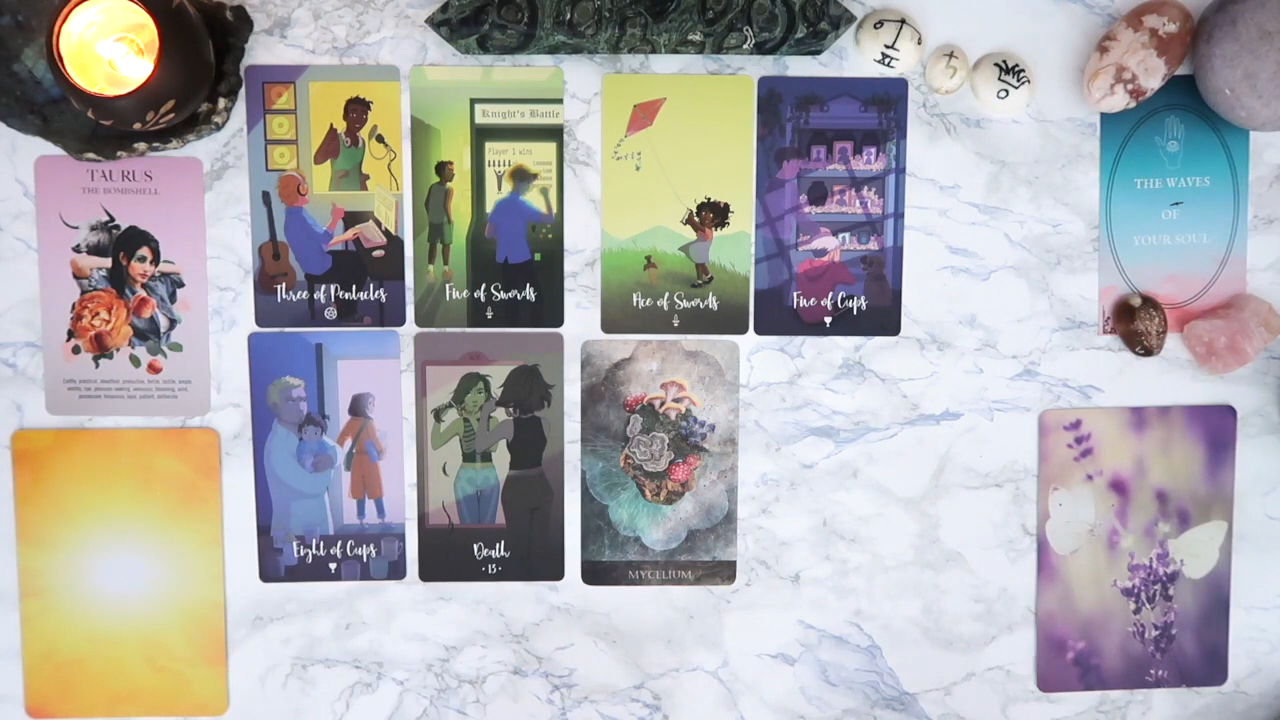 TAURUS
THE BOMBSHELL
Three of Pentacles
Knight's Battle
Player 1 wins
Five of Swords
Ace of Swords
Five of Cups
THE WAVES
OF
YOUR SOUL
Eight of Cups
Death
· 13 ·
MYCELIUM
XI